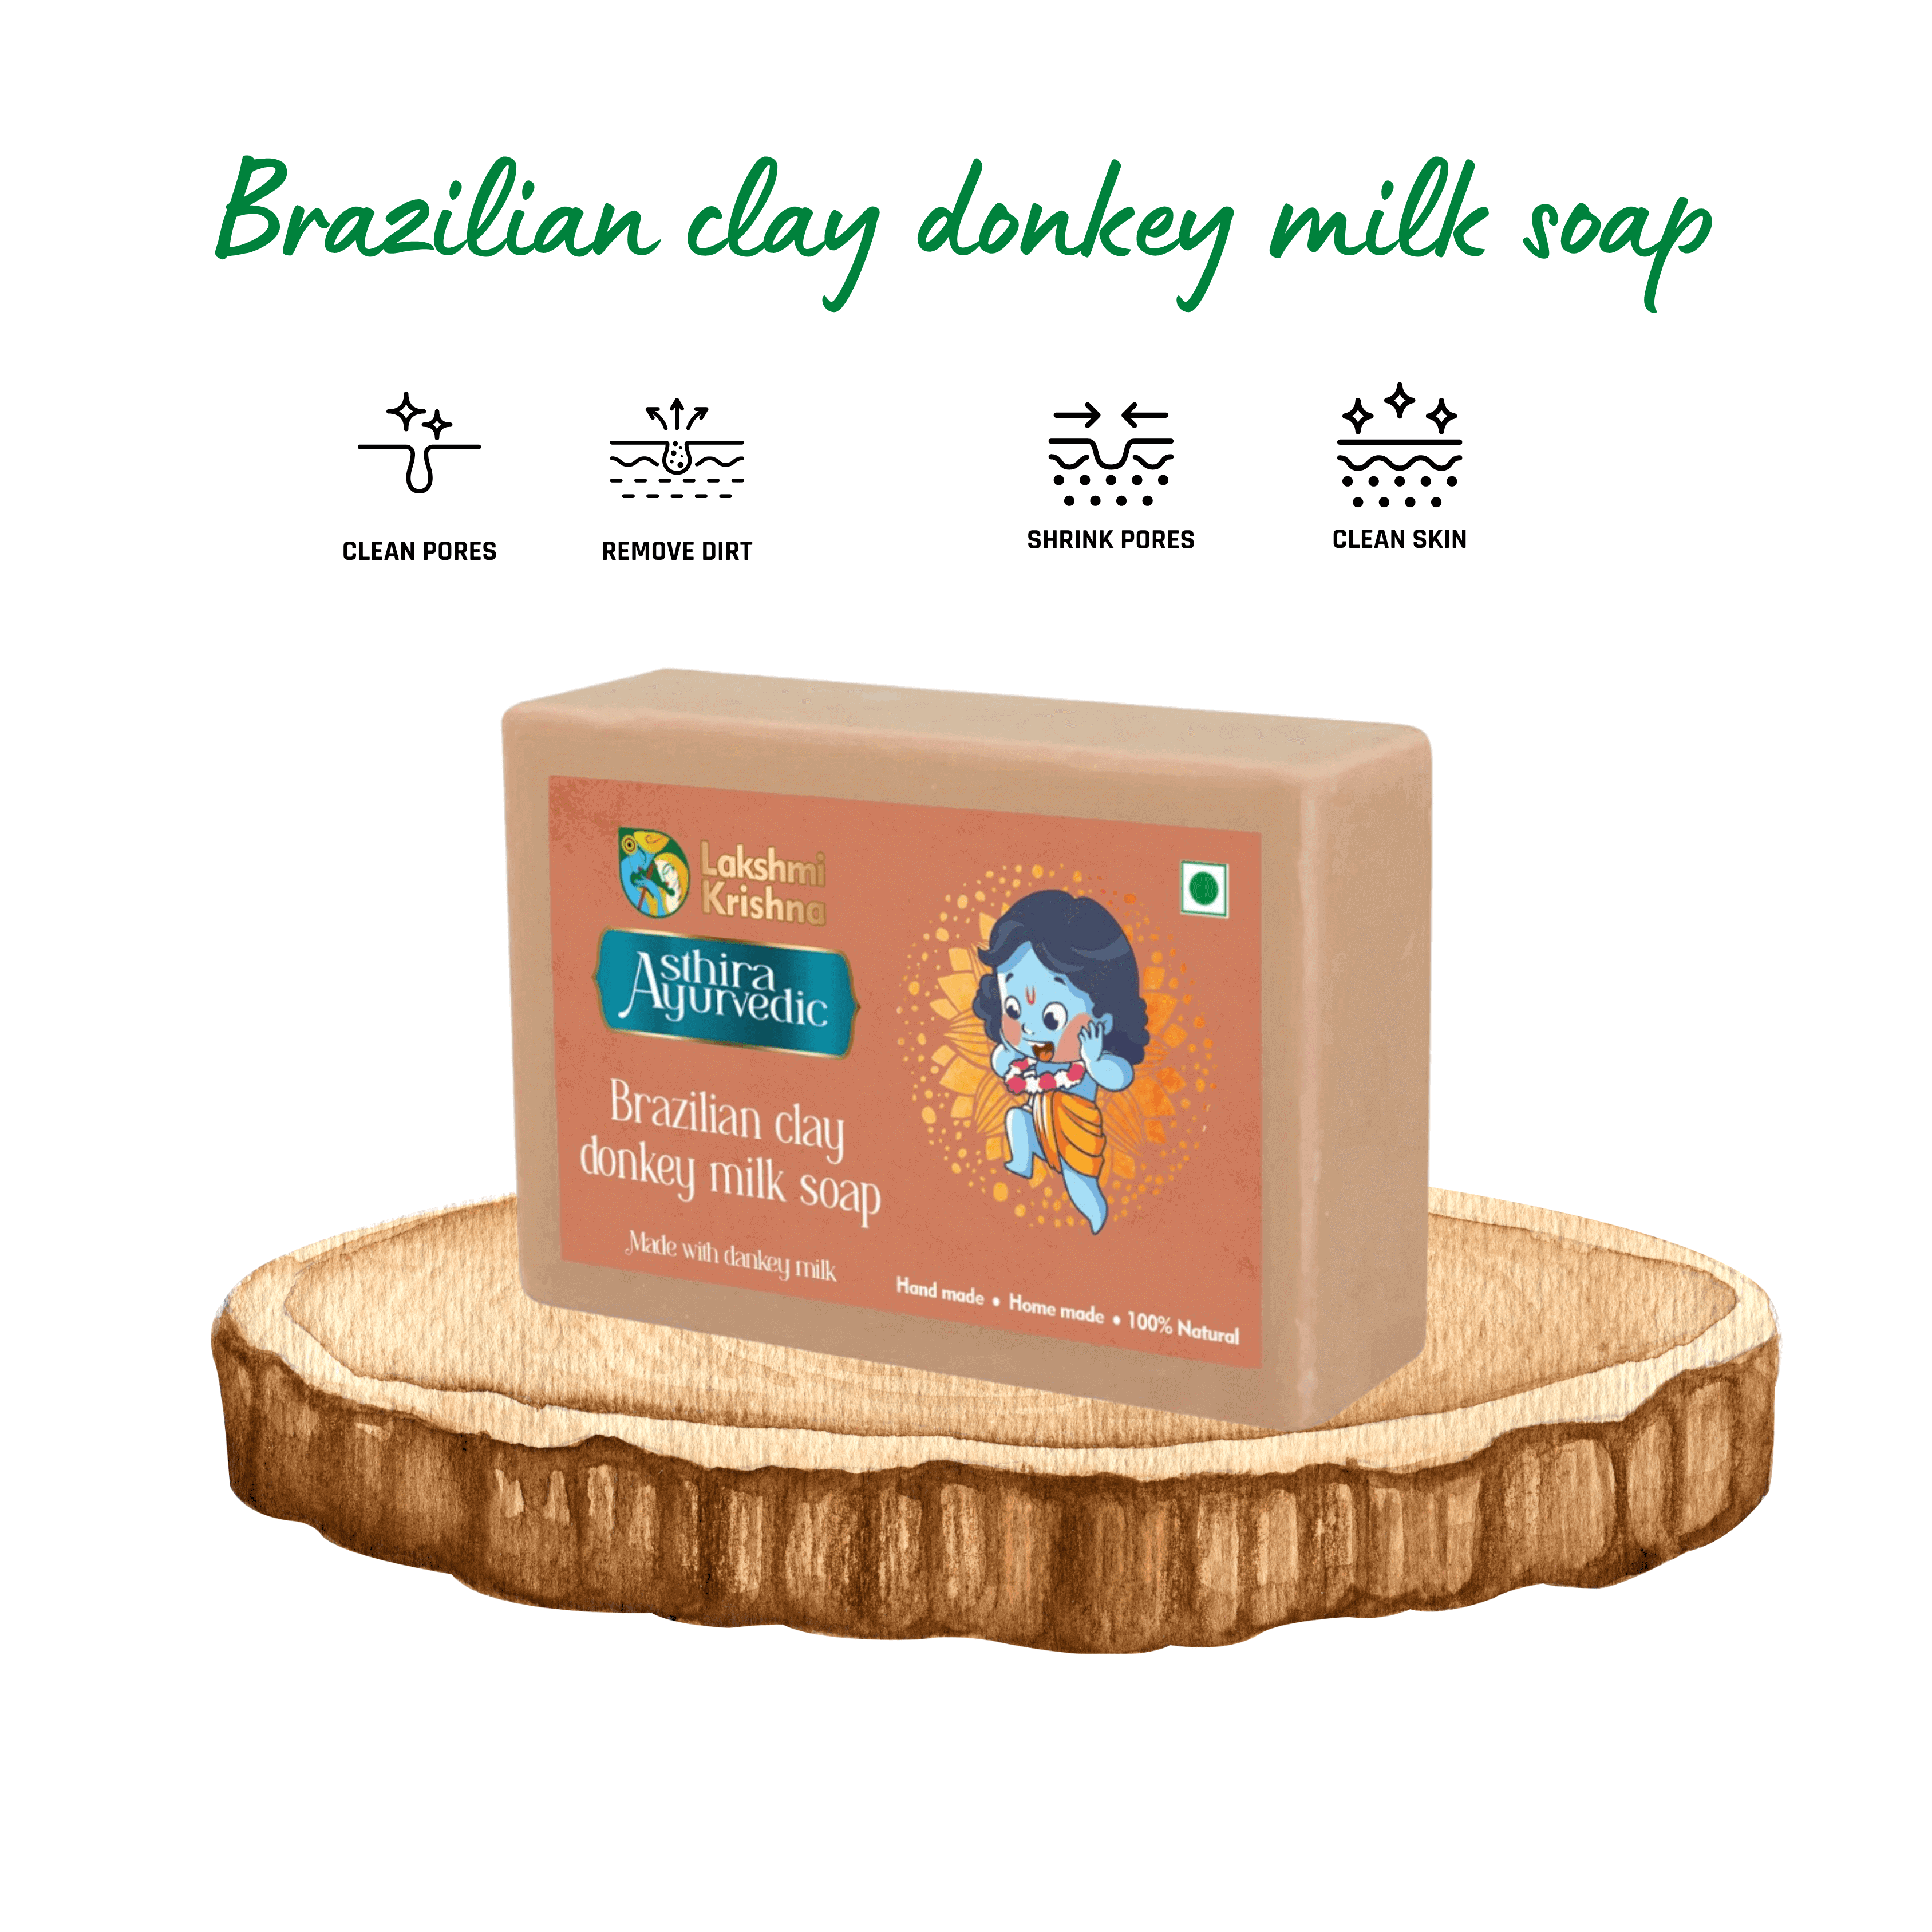 Brazilian clay donkey milk soap
CLEAN PORES
REMOVE DIRT
SHRINK PORES
CLEAN SKIN
Lakshmi
Krishna
Asthira
Ayurvedic
Brazilian clay
donkey milk soap
Made with dankey milk
Hand made • Home made • 100% Natural